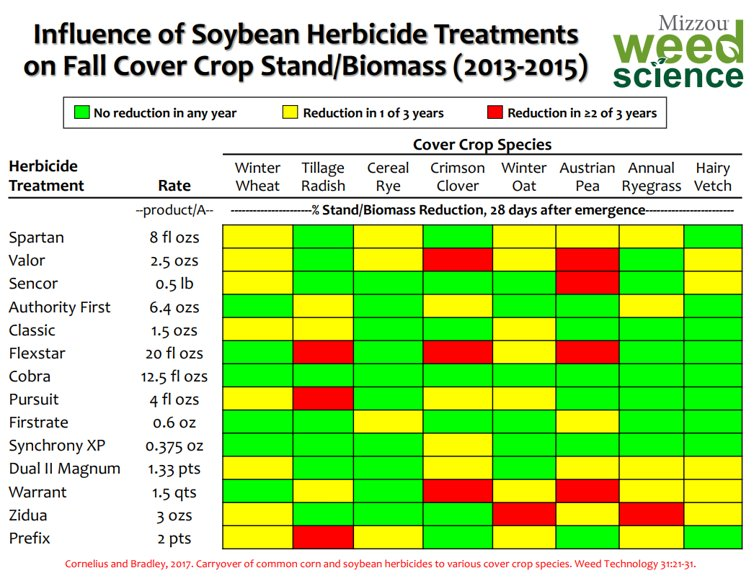 Influence of Soybean Herbicide Treatments
on Fall Cover Crop Stand/Biomass (2013-2015)
Mizzou
weed
science
No reduction in any year
Reduction in 1 of 3 years
Reduction in ≥2 of 3 years
Cover Crop Species
Herbicide
Treatment
Rate
Winter
Wheat
Tillage
Radish
Cereal
Rye
Crimson
Clover
Winter
Oat
Austrian
Pea
Annual
Ryegrass
Hairy
Vetch
--product/A--
----------------------% Stand/Biomass Reduction, 28 days after emergence------------------------
Spartan 8 fl ozs
Valor 2.5 ozs
Sencor 0.5 lb
Authority First 6.4 ozs
Classic 1.5 ozs
Flexstar 20 fl ozs
Cobra 12.5 fl ozs
Pursuit 4 fl ozs
Firstrate 0.6 oz
Synchrony XP 0.375 oz
Dual II Magnum 1.33 pts
Warrant 1.5 qts
Zidua 3 ozs
Prefix 2 pts
Cornelius and Bradley, 2017. Carryover of common corn and soybean herbicides to various cover crop species. Weed Technology 31:21-31.